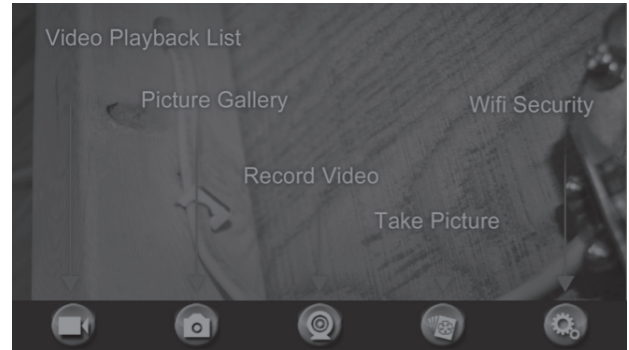 Video Playback List
Picture Gallery
Wifi Security
Record Video
Take Picture